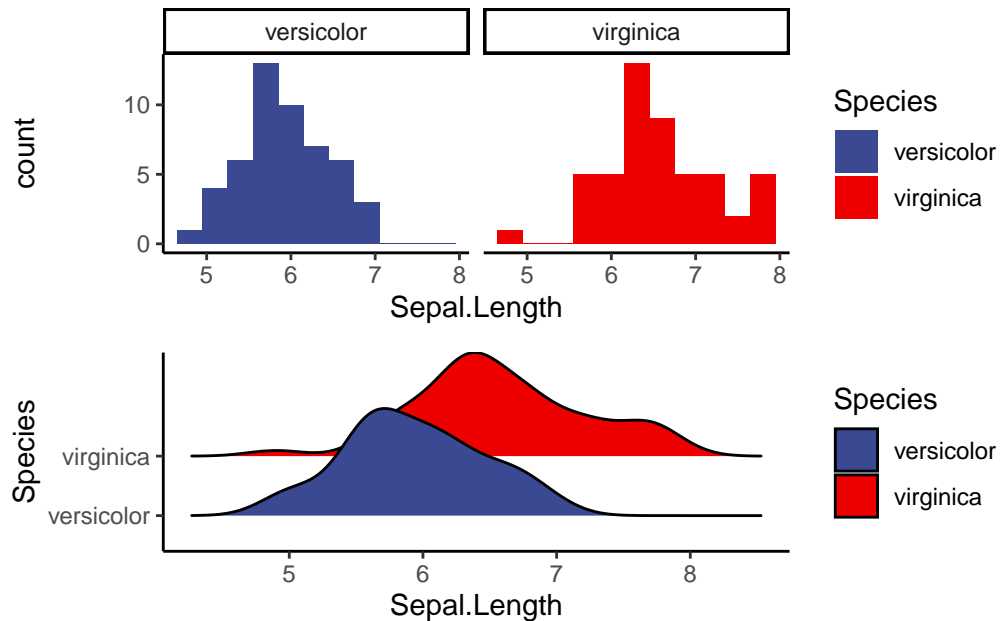 versicolor virginica
count
10
5
0
5 6 7 8 5 6 7 8
Sepal.Length
Species
versicolor
virginica
Species
virginica
versicolor
5 6 7 8
Sepal.Length
Species
versicolor
virginica